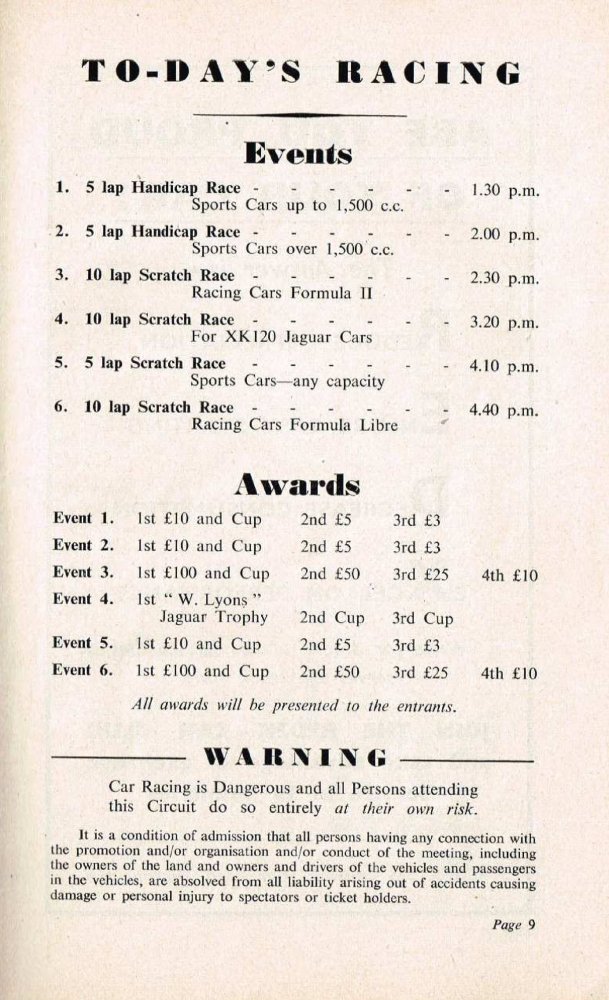 TO-DAY'S RACING
Events
1. 5 lap Handicap Race - - - - - - 1.30 p.m.
Sports Cars up to 1,500 c.c.
2. 5 lap Handicap Race - - - - - - 2.00 p.m.
Sports Cars over 1,500 c.c.
3. 10 lap Scratch Race - - - - - - 2.30 p.m.
Racing Cars Formula II
4. 10 lap Scratch Race - - - - - - 3.20 p.m.
For XK120 Jaguar Cars
5. 5 lap Scratch Race - - - - - - 4.10 p.m.
Sports Cars—any capacity
6. 10 lap Scratch Race - - - - - - 4.40 p.m.
Racing Cars Formula Libre
Awards
Event 1. 1st £10 and Cup 2nd £5 3rd £3
Event 2. 1st £10 and Cup 2nd £5 3rd £3
Event 3. 1st £100 and Cup 2nd £50 3rd £25 4th £10
Event 4. 1st " W. Lyons "
Jaguar Trophy 2nd Cup 3rd Cup
Event 5. 1st £10 and Cup 2nd £5 3rd £3
Event 6. 1st £100 and Cup 2nd £50 3rd £25 4th £10
All awards will be presented to the entrants.
WARNING
Car Racing is Dangerous and all Persons attending
this Circuit do so entirely at their own risk.
It is a condition of admission that all persons having any connection with
the promotion and/or organisation and/or conduct of the meeting, including
the owners of the land and owners and drivers of the vehicles and passengers
in the vehicles, are absolved from all liability arising out of accidents causing
damage or personal injury to spectators or ticket holders.
Page 9